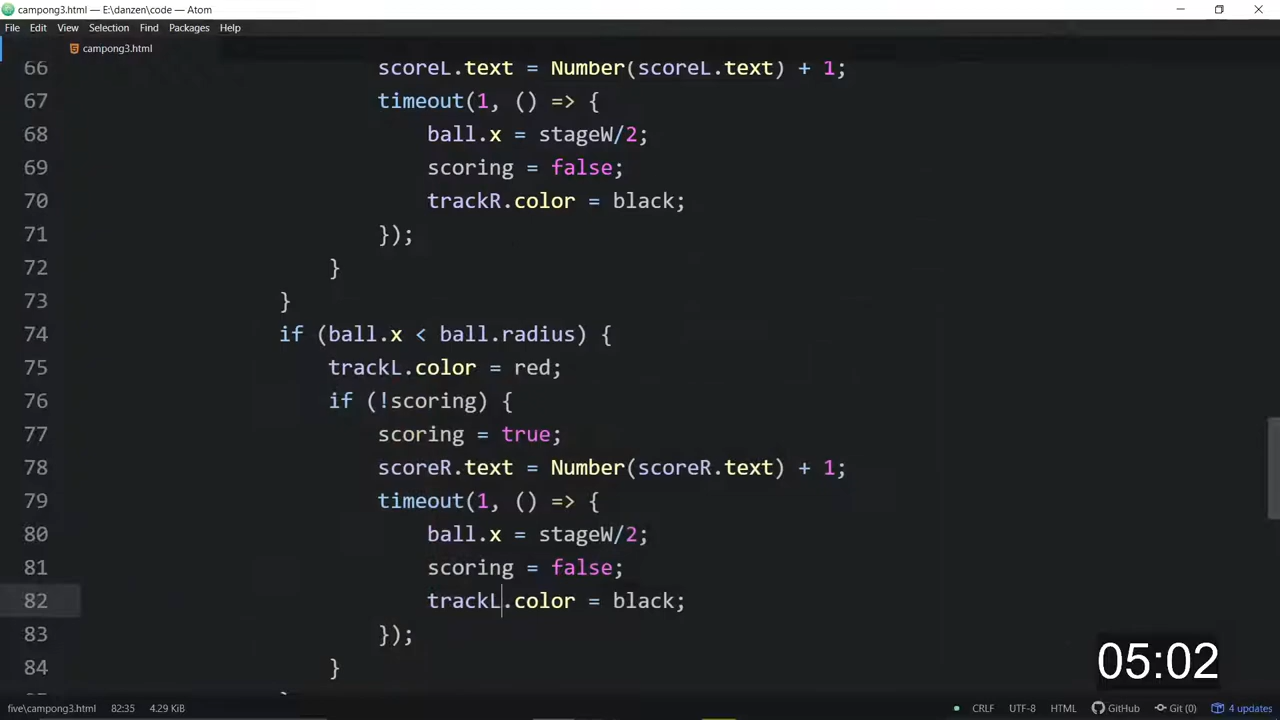 campong3.html — E:\danzen\code — Atom
File Edit View Selection Find Packages Help
campong3.html
66 scoreL.text = Number(scoreL.text) + 1;
67 timeout(1, () => {
68 ball.x = stageW/2;
69 scoring = false;
70 trackR.color = black;
71 });
72 }
73 }
74 if (ball.x < ball.radius) {
75 trackL.color = red;
76 if (!scoring) {
77 scoring = true;
78 scoreR.text = Number(scoreR.text) + 1;
79 timeout(1, () => {
80 ball.x = stageW/2;
81 scoring = false;
82 trackL.color = black;
83 });
84 }
05:02
five\campong3.html 82:35 4.29 KiB CRLF UTF-8 HTML GitHub Git (0) 4 updates